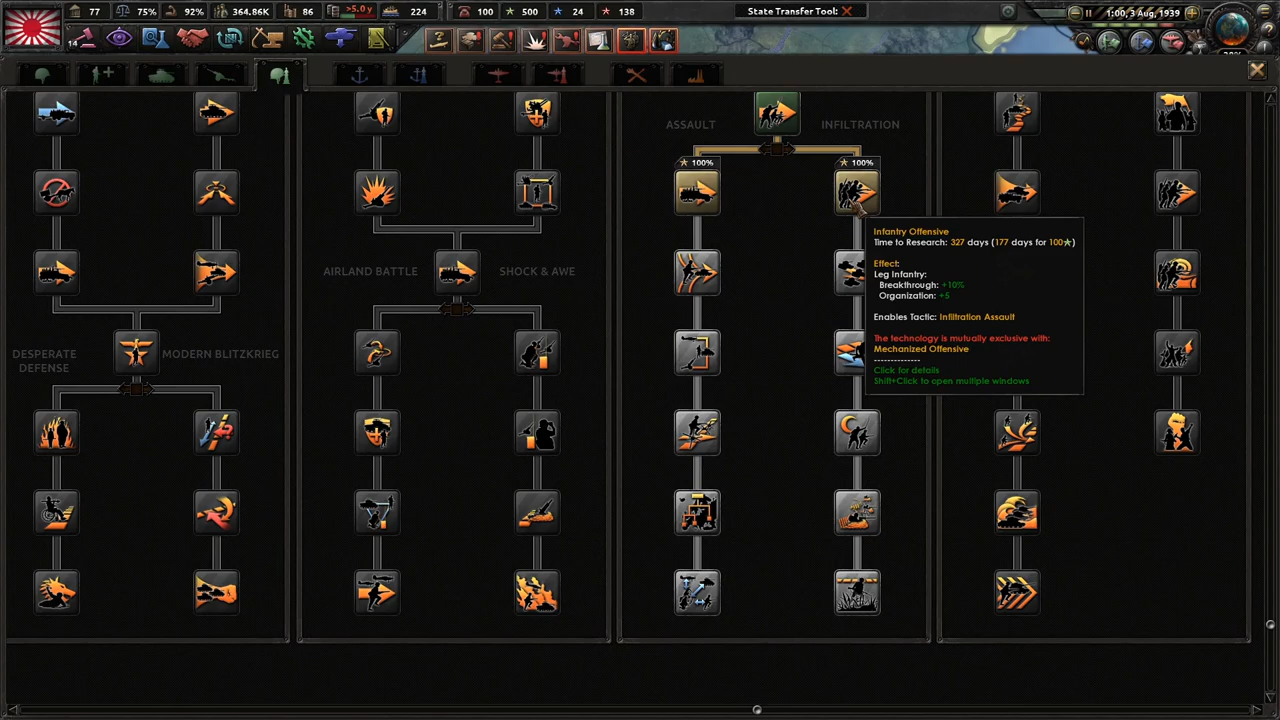 77
75%
92%
364.86K
86
>5.0 y
224
100
500
24
138
State Transfer Tool:
1:00, 3 Aug, 1939
14
ASSAULT
INFILTRATION
100%
100%
AIRLAND BATTLE
SHOCK & AWE
DESPERATE
DEFENSE
MODERN BLITZKRIEG
Infantry Offensive
Time to Research: 327 days (177 days for 100★)
Effect:
Leg Infantry:
Breakthrough: +10%
Organization: +5
Enables Tactic: Infiltration Assault
The technology is mutually exclusive with:
Mechanized Offensive
-------------
Click for details
Shift+Click to open multiple windows